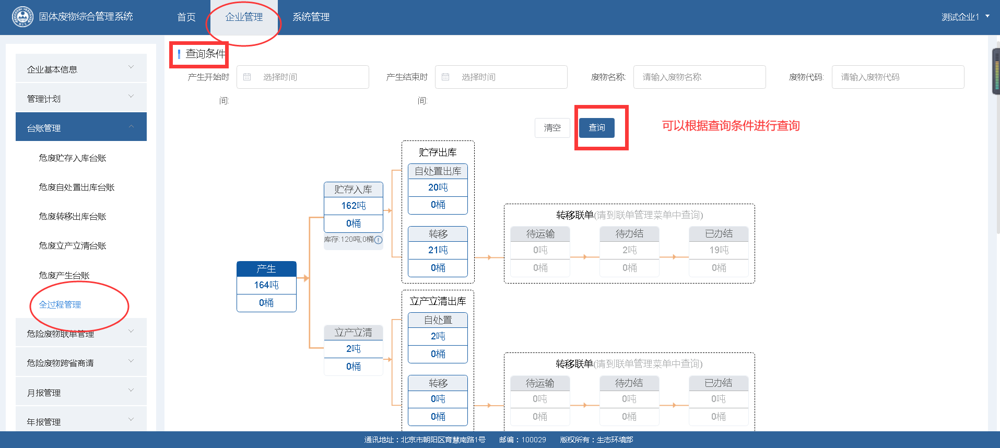 固体废物综合管理系统
首页
企业管理
系统管理
测试企业1
企业基本信息
管理计划
台账管理
危废贮存入库台账
危废自处置出库台账
危废转移出库台账
危废立产立清台账
危废产生台账
全过程管理
危险废物联单管理
危险废物跨省商请
月报管理
年报管理
查询条件
产生开始时间:
选择时间
产生结束时间:
选择时间
废物名称:
请输入废物名称
废物代码:
请输入废物代码
清空
查询
可以根据查询条件进行查询
产生
164吨
0桶
贮存入库
162吨
0桶
库存:120吨;0桶
立产立清
2吨
0桶
贮存出库
自处置出库
20吨
0桶
转移
21吨
0桶
转移联单(请到联单管理菜单中查询)
待运输
0吨
0桶
待办结
2吨
0桶
已办结
19吨
0桶
立产立清出库
自处置
2吨
0桶
转移
0吨
0桶
转移联单(请到联单管理菜单中查询)
待运输
0吨
0桶
待办结
0吨
0桶
已办结
0吨
0桶
通讯地址：北京市朝阳区育慧南路1号 邮编：100029 版权所有：生态环境部